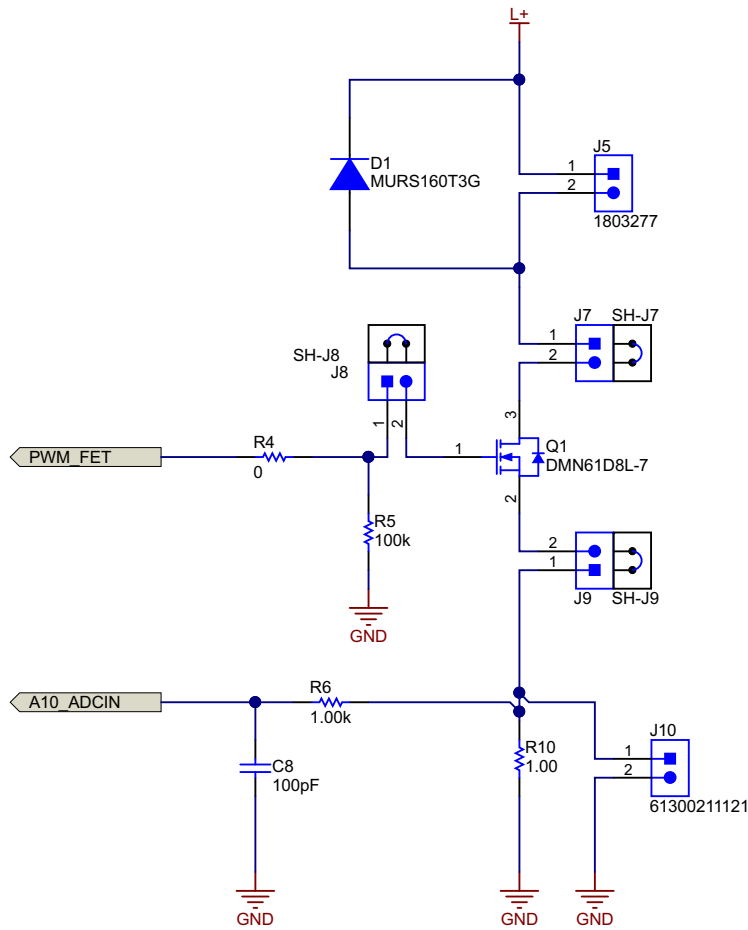 L+
D1
MURS160T3G
J5
1
2
1803277
J7
SH-J7
1
2
SH-J8
J8
1
2
3
1
Q1
DMN61D8L-7
2
PWM_FET
R4
0
R5
100k
GND
2
1
J9
SH-J9
A10_ADCIN
R6
1.00k
C8
100pF
R10
1.00
J10
1
2
61300211121
GND
GND
GND